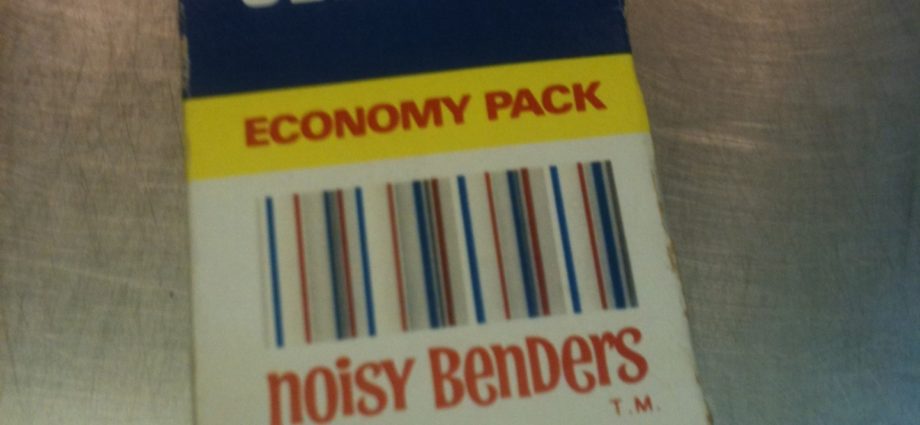 ECONOMY PACK
noisy Benders
T.M.